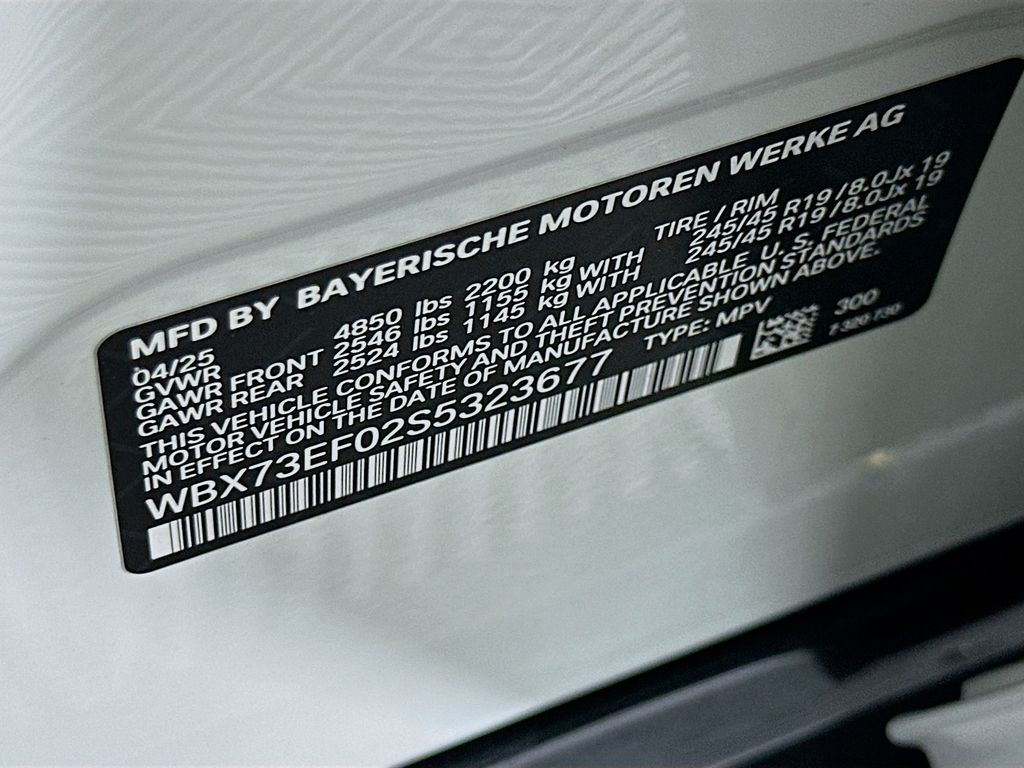 MFD BY BAYERISCHE MOTOREN WERKE AG
04/25 TIRE / RIM
GVWR 4850 lbs 2200 kg
GAWR FRONT 2546 lbs 1155 kg WITH 245/45 R19 / 8.0Jx 19
GAWR REAR 2524 lbs 1145 kg WITH 245/45 R19 / 8.0Jx 19
THIS VEHICLE CONFORMS TO ALL APPLICABLE U. S. FEDERAL
MOTOR VEHICLE SAFETY AND THEFT PREVENTION STANDARDS
IN EFFECT ON THE DATE OF MANUFACTURE SHOWN ABOVE.
WBX73EF02S5323677 TYPE: MPV
300